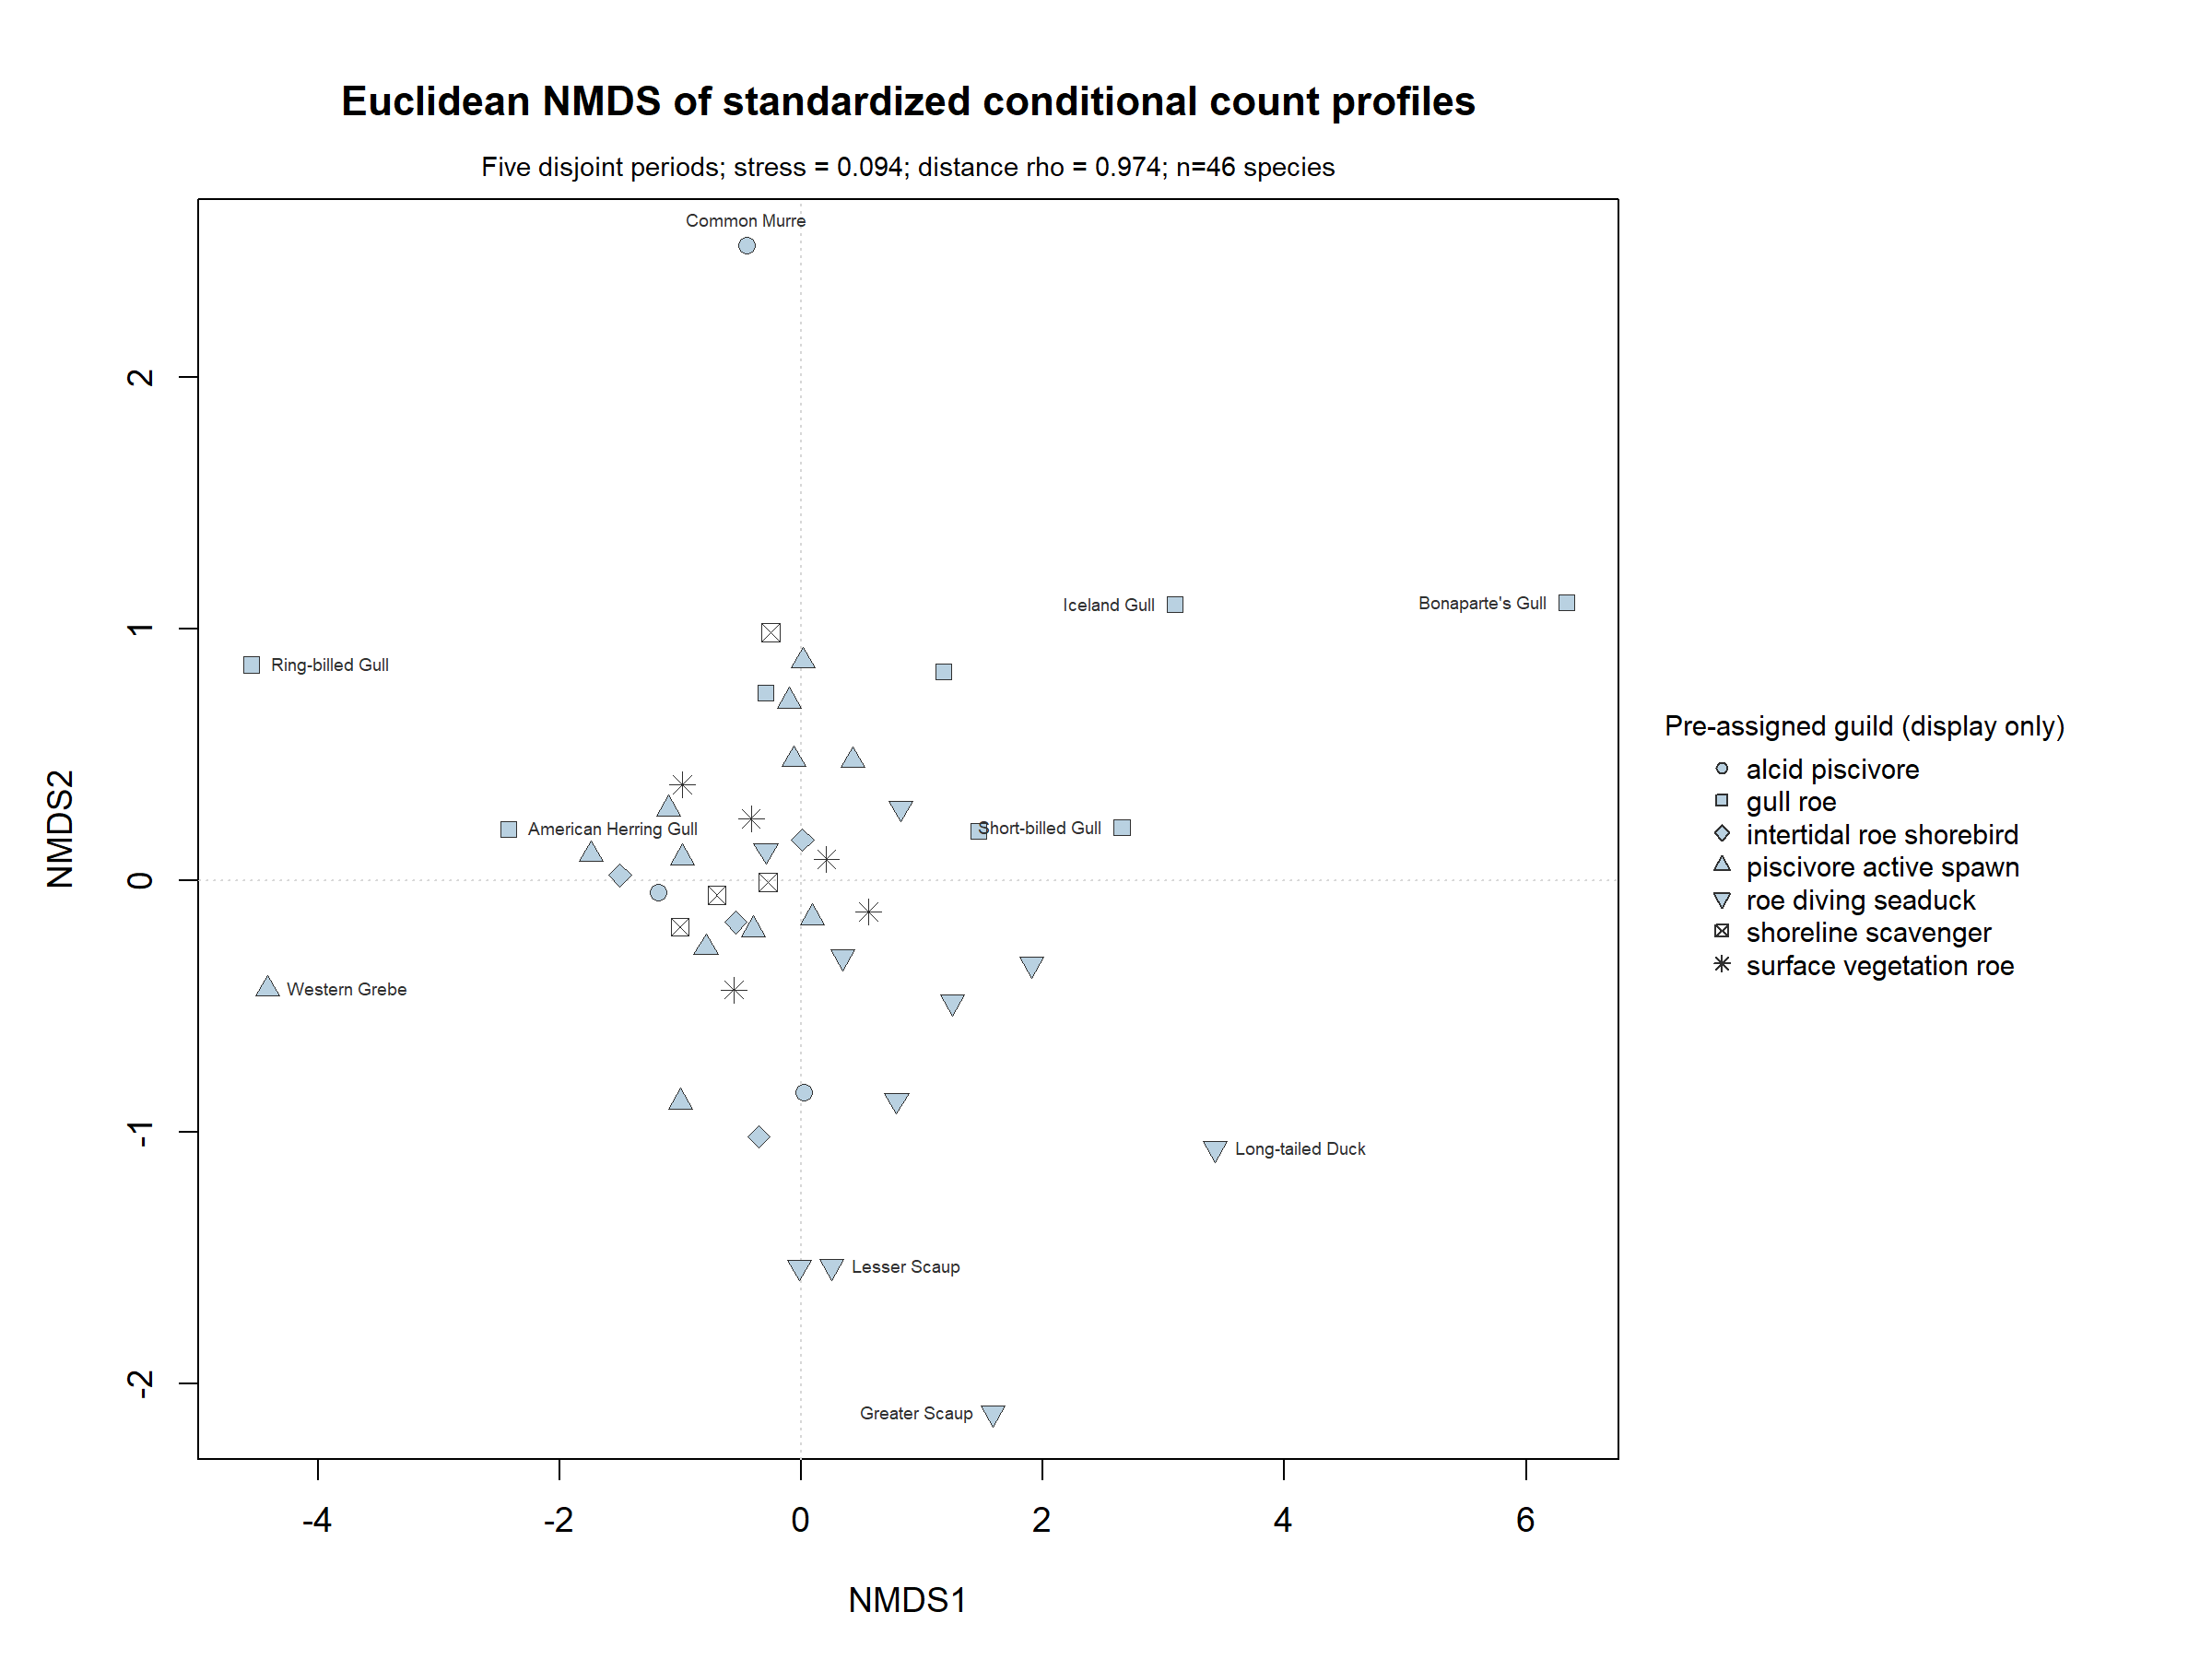 Euclidean NMDS of standardized conditional count profiles
Five disjoint periods; stress = 0.094; distance rho = 0.974; n=46 species
Common Murre
Iceland Gull
Bonaparte's Gull
Ring-billed Gull
American Herring Gull
Short-billed Gull
Western Grebe
Long-tailed Duck
Lesser Scaup
Greater Scaup
2
1
0
-1
-2
NMDS2
-4
-2
0
2
4
6
NMDS1
Pre-assigned guild (display only)
alcid piscivore
gull roe
intertidal roe shorebird
piscivore active spawn
roe diving seaduck
shoreline scavenger
surface vegetation roe